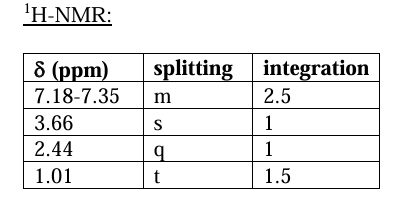 ¹H-NMR:
δ (ppm) splitting integration
7.18-7.35 m 2.5
3.66 s 1
2.44 q 1
1.01 t 1.5